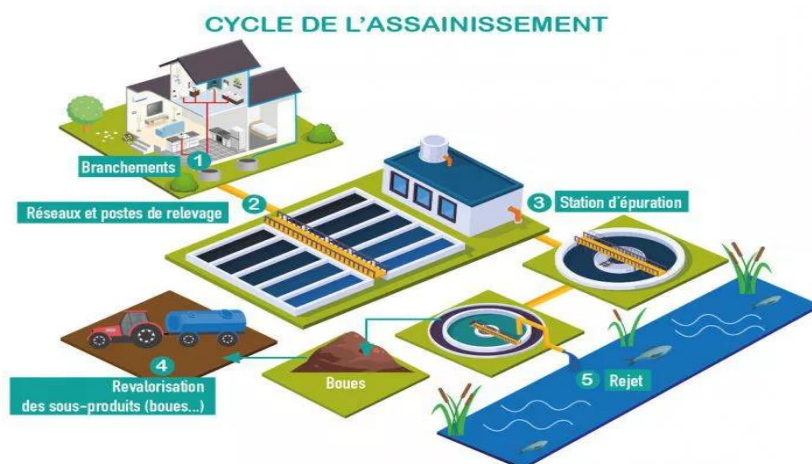 CYCLE DE L'ASSAINISSEMENT
1
Branchements
2
Réseaux et postes de relevage
3 Station d'épuration
4
Revalorisation
des sous-produits (boues...)
Boues
5 Rejet